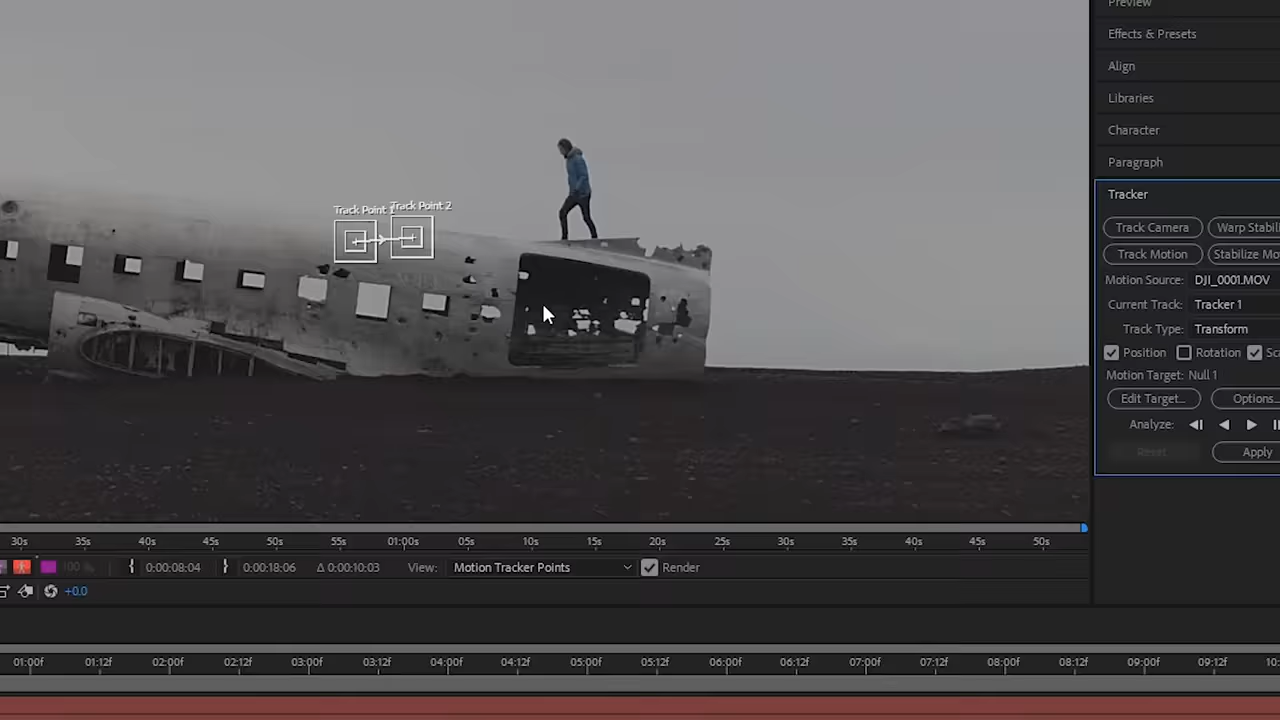 Preview
Effects & Presets
Align
Libraries
Character
Paragraph
Tracker
Track Camera Warp Stabili
Track Motion Stabilize Mo
Motion Source: DJI_0001.MOV
Current Track: Tracker 1
Track Type: Transform
Position Rotation Sc
Motion Target: Null 1
Edit Target... Options...
Analyze:
Reset Apply
Track Point 1 Track Point 2
30s 35s 40s 45s 50s 55s 01:00s 05s 10s 15s 20s 25s 30s 35s 40s 45s 50s
100 % 0:00:08:04 0:00:18:06 Δ 0:00:10:03 View: Motion Tracker Points Render
+0.0
01:00f 01:12f 02:00f 02:12f 03:00f 03:12f 04:00f 04:12f 05:00f 05:12f 06:00f 06:12f 07:00f 07:12f 08:00f 08:12f 09:00f 09:12f 10: